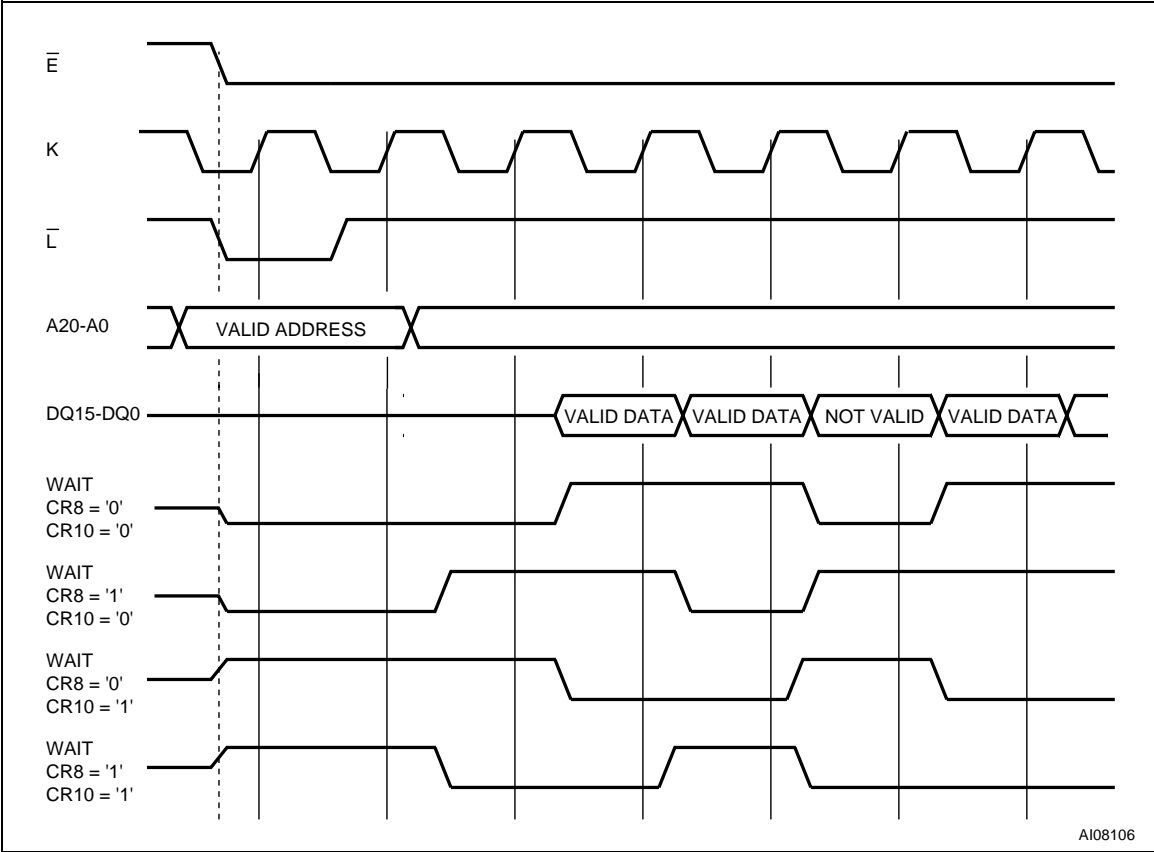 E
K
L
A20-A0
VALID ADDRESS
DQ15-DQ0
VALID DATA VALID DATA NOT VALID VALID DATA
WAIT
CR8 = '0'
CR10 = '0'
WAIT
CR8 = '1'
CR10 = '0'
WAIT
CR8 = '0'
CR10 = '1'
WAIT
CR8 = '1'
CR10 = '1'
AI08106